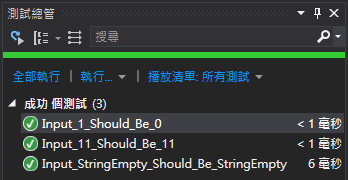 測試總管
搜尋
全部執行 執行... 播放清單: 所有測試
成功 個測試 (3)
Input_1_Should_Be_0 < 1 毫秒
Input_11_Should_Be_11 < 1 毫秒
Input_StringEmpty_Should_Be_StringEmpty 6 毫秒